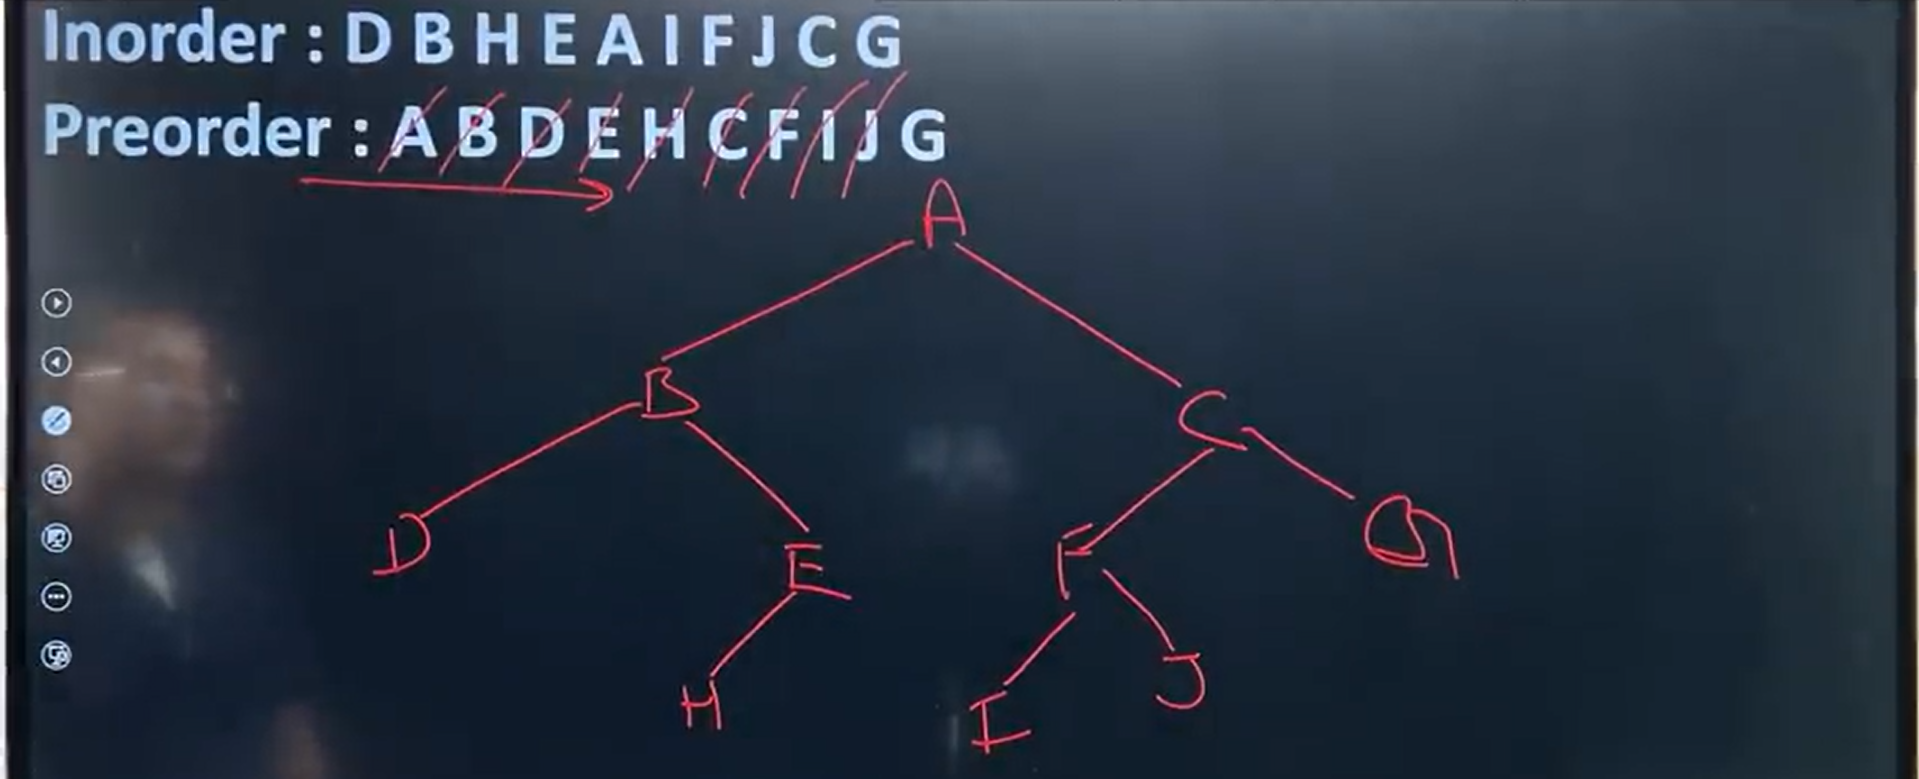 Inorder : D B H E A I F J C G
Preorder : A B D E H C F I J G
A
B
C
D
E
F
G
H
I
J